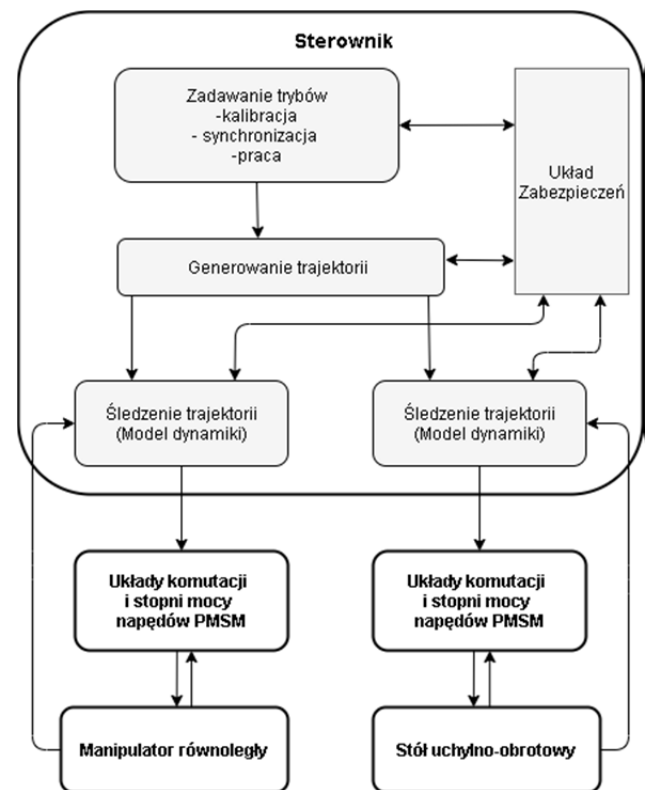 Sterownik
Zadawanie trybów
-kalibracja
- synchronizacja
-praca
Układ
Zabezpieczeń
Generowanie trajektorii
Śledzenie trajektorii
(Model dynamiki)
Śledzenie trajektorii
(Model dynamiki)
Układy komutacji
i stopni mocy
napędów PMSM
Układy komutacji
i stopni mocy
napędów PMSM
Manipulator równoległy
Stół uchylno-obrotowy